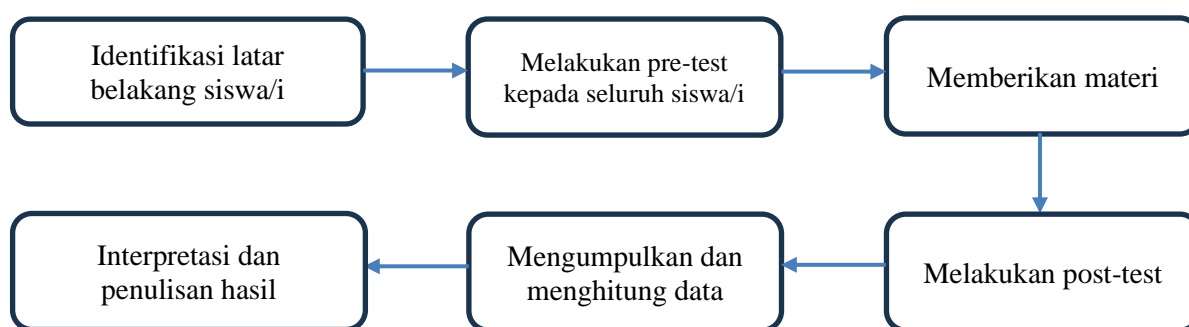 Identifikasi latar
belakang siswa/i
Melakukan pre-test
kepada seluruh siswa/i
Memberikan materi
Melakukan post-test
Mengumpulkan dan
menghitung data
Interpretasi dan
penulisan hasil